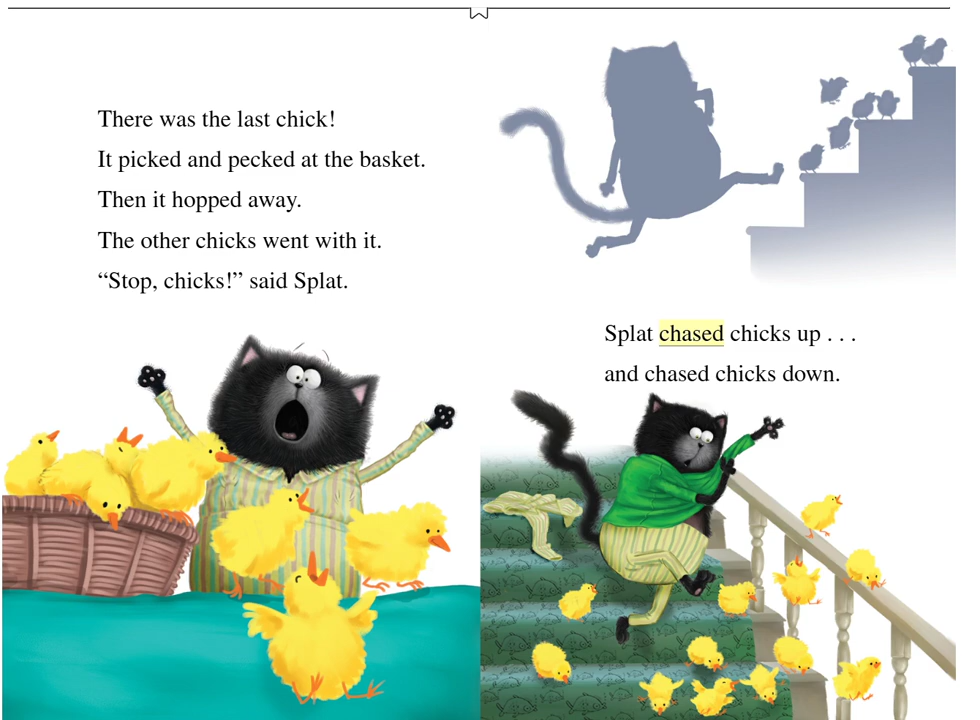 There was the last chick!
It picked and pecked at the basket.
Then it hopped away.
The other chicks went with it.
“Stop, chicks!” said Splat.
Splat chased chicks up . . .
and chased chicks down.